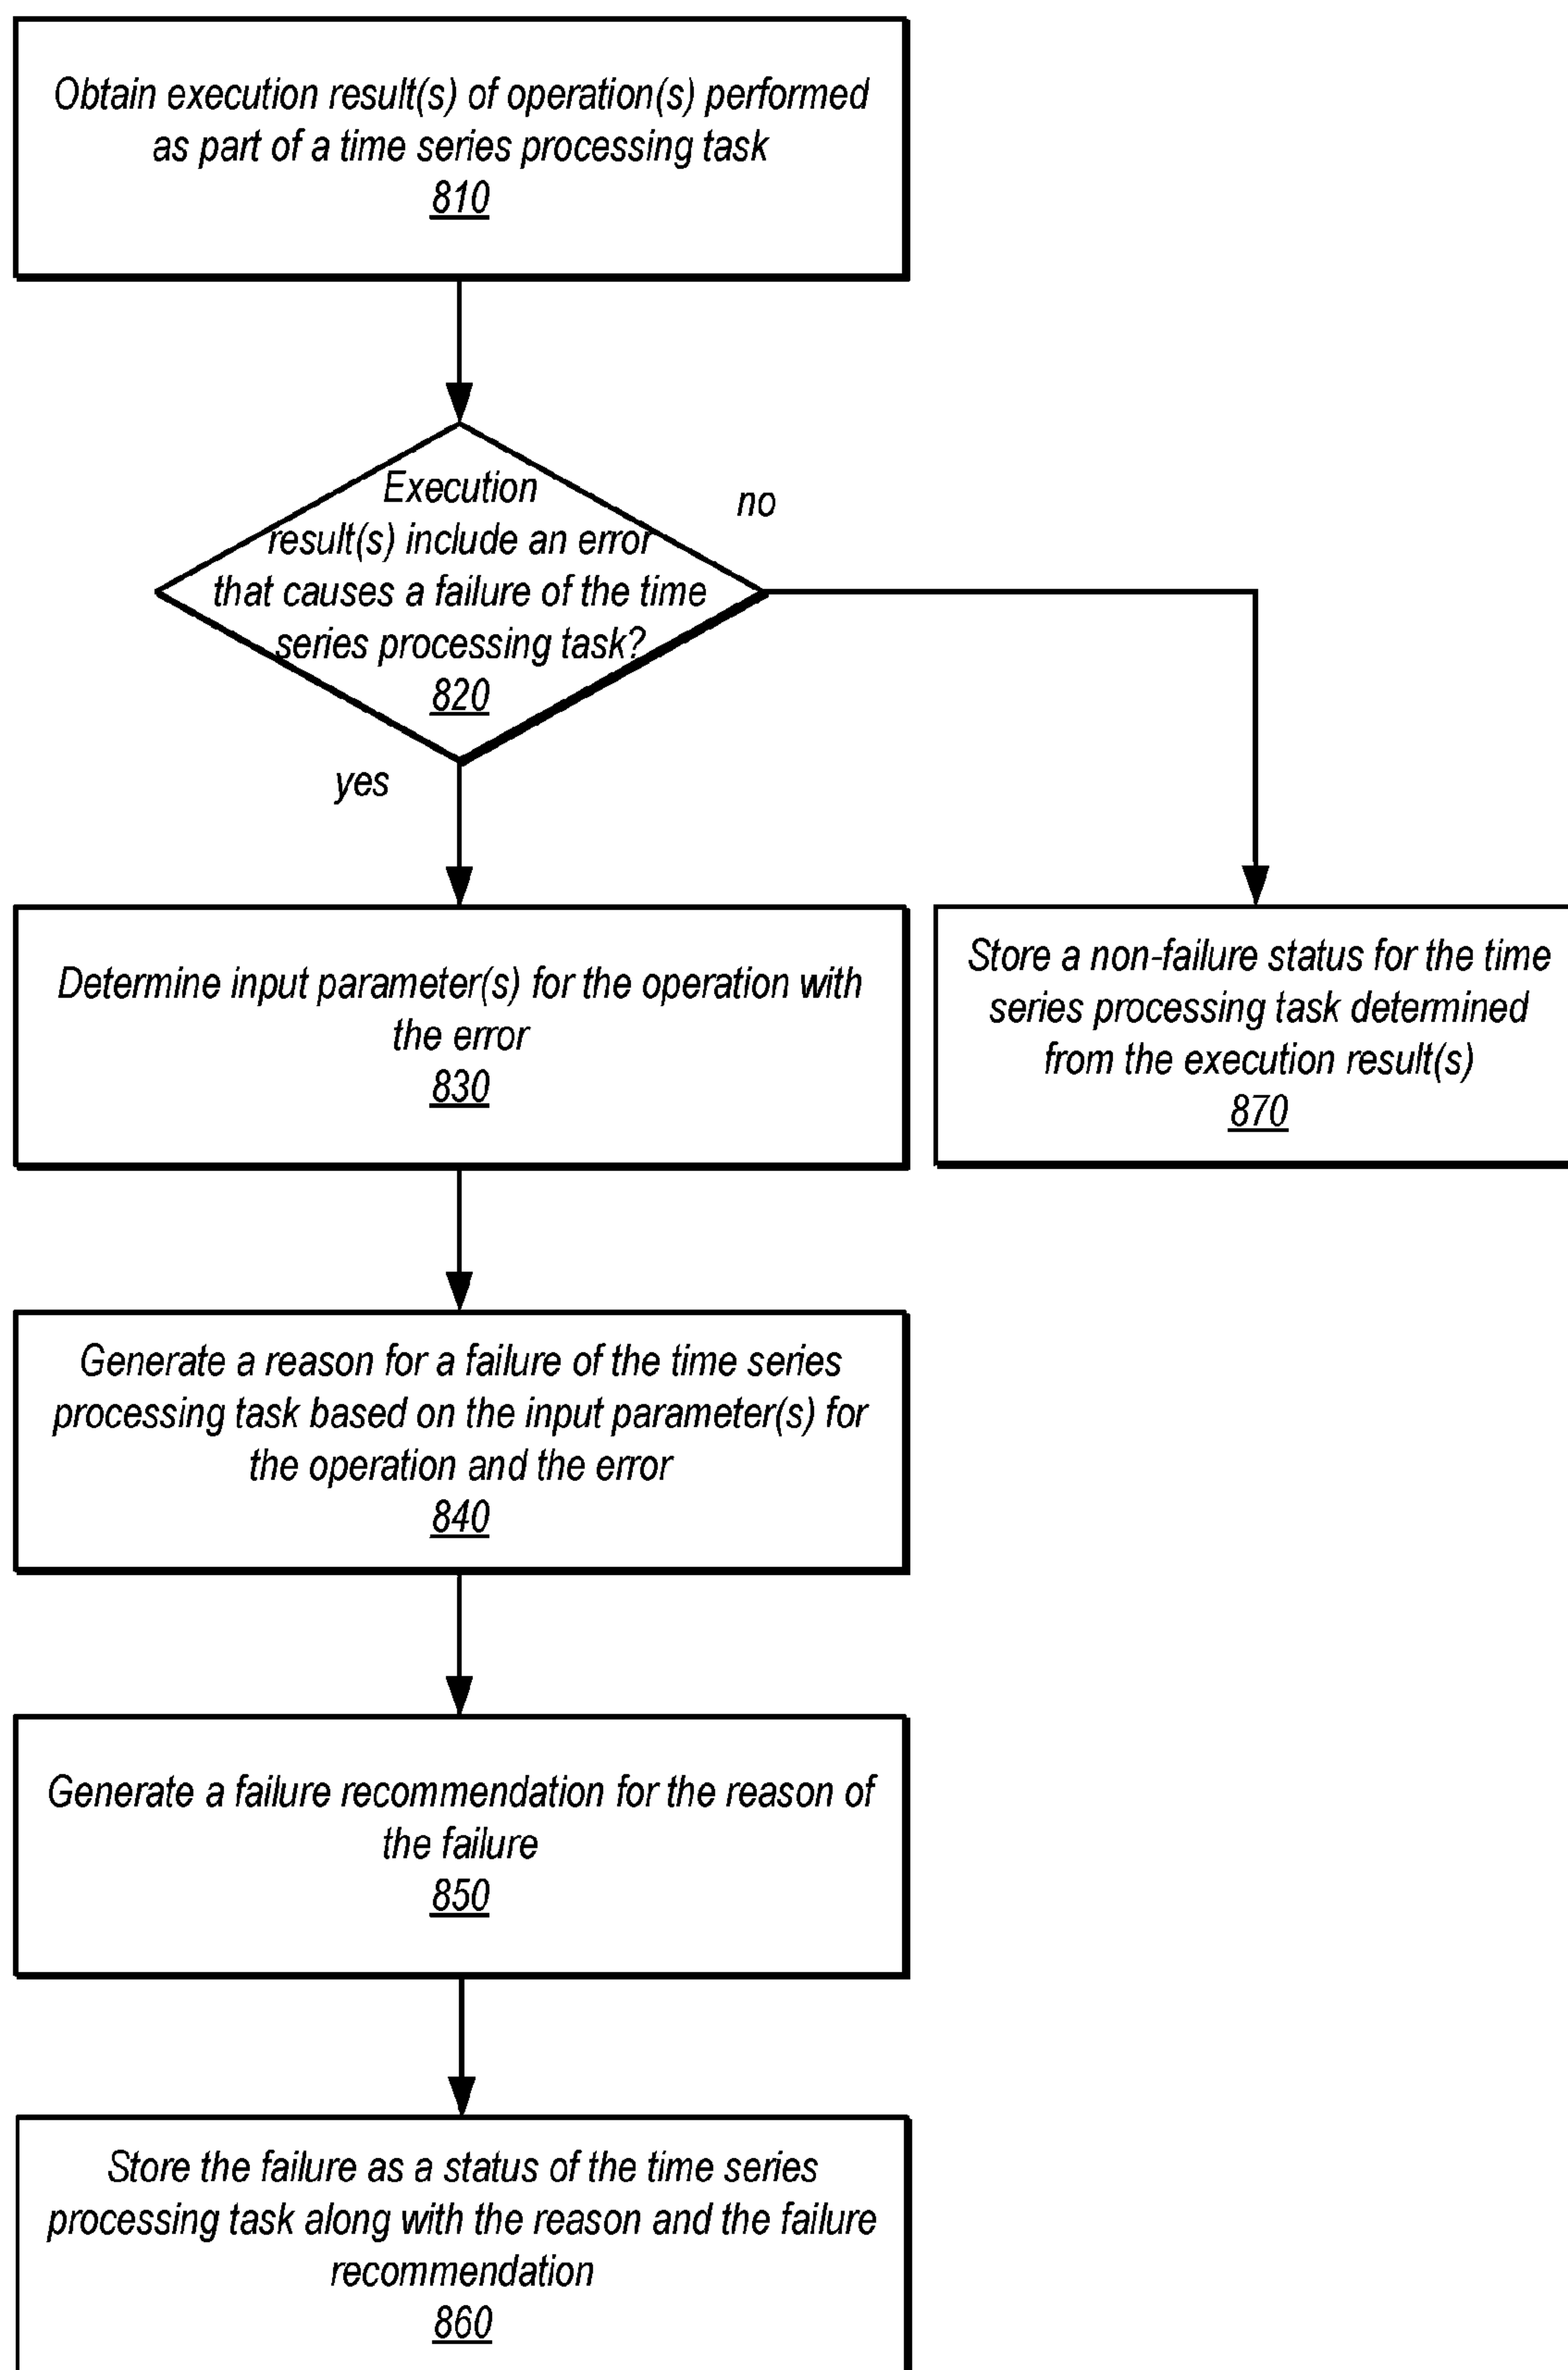 Obtain execution result(s) of operation(s) performed
as part of a time series processing task
810
Execution
result(s) include an error
that causes a failure of the time
series processing task?
820
no
yes
Determine input parameter(s) for the operation with
the error
830
Store a non-failure status for the time
series processing task determined
from the execution result(s)
870
Generate a reason for a failure of the time series
processing task based on the input parameter(s) for
the operation and the error
840
Generate a failure recommendation for the reason of
the failure
850
Store the failure as a status of the time series
processing task along with the reason and the failure
recommendation
860